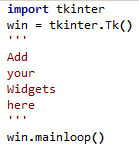 import tkinter
win = tkinter.Tk()
'''
Add
your
Widgets
here
'''
win.mainloop()